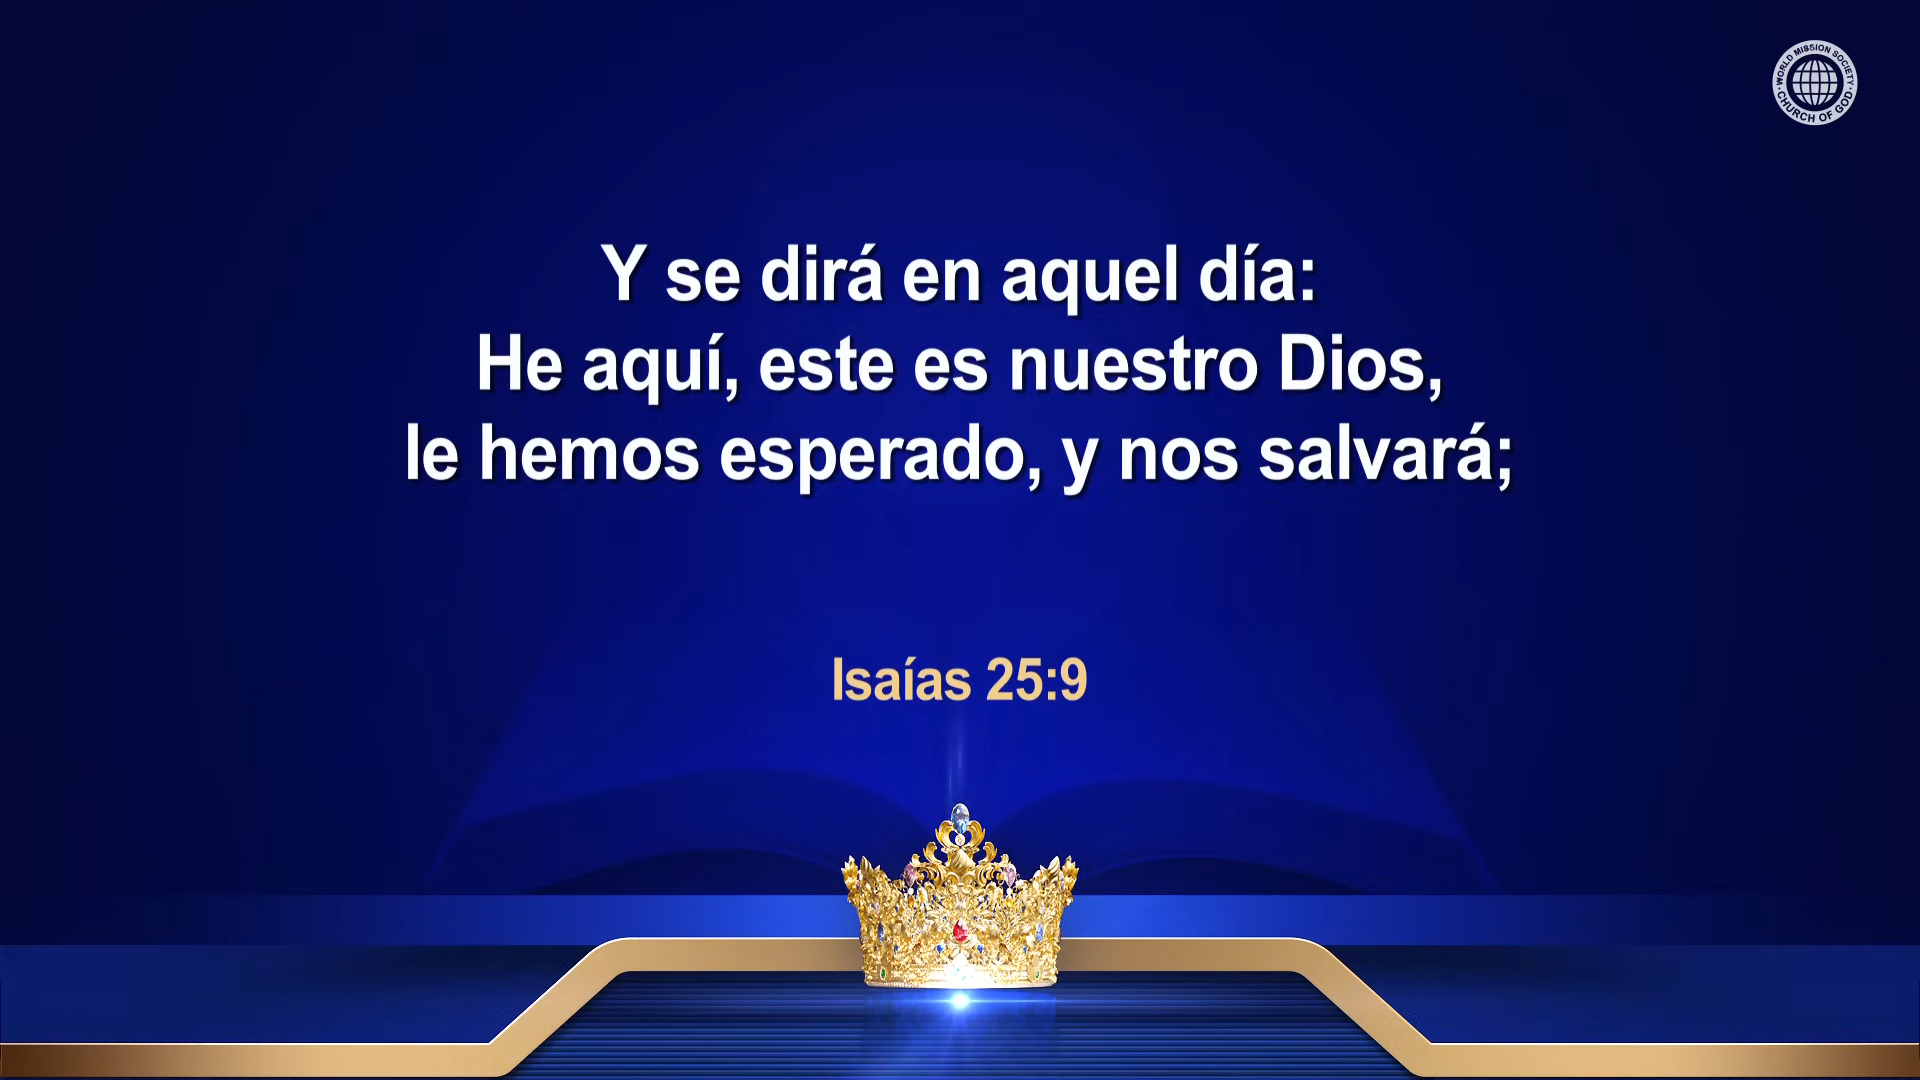 WORLD MISSION SOCIETY
CHURCH OF GOD
Y se dirá en aquel día:
He aquí, este es nuestro Dios,
le hemos esperado, y nos salvará;
Isaías 25:9